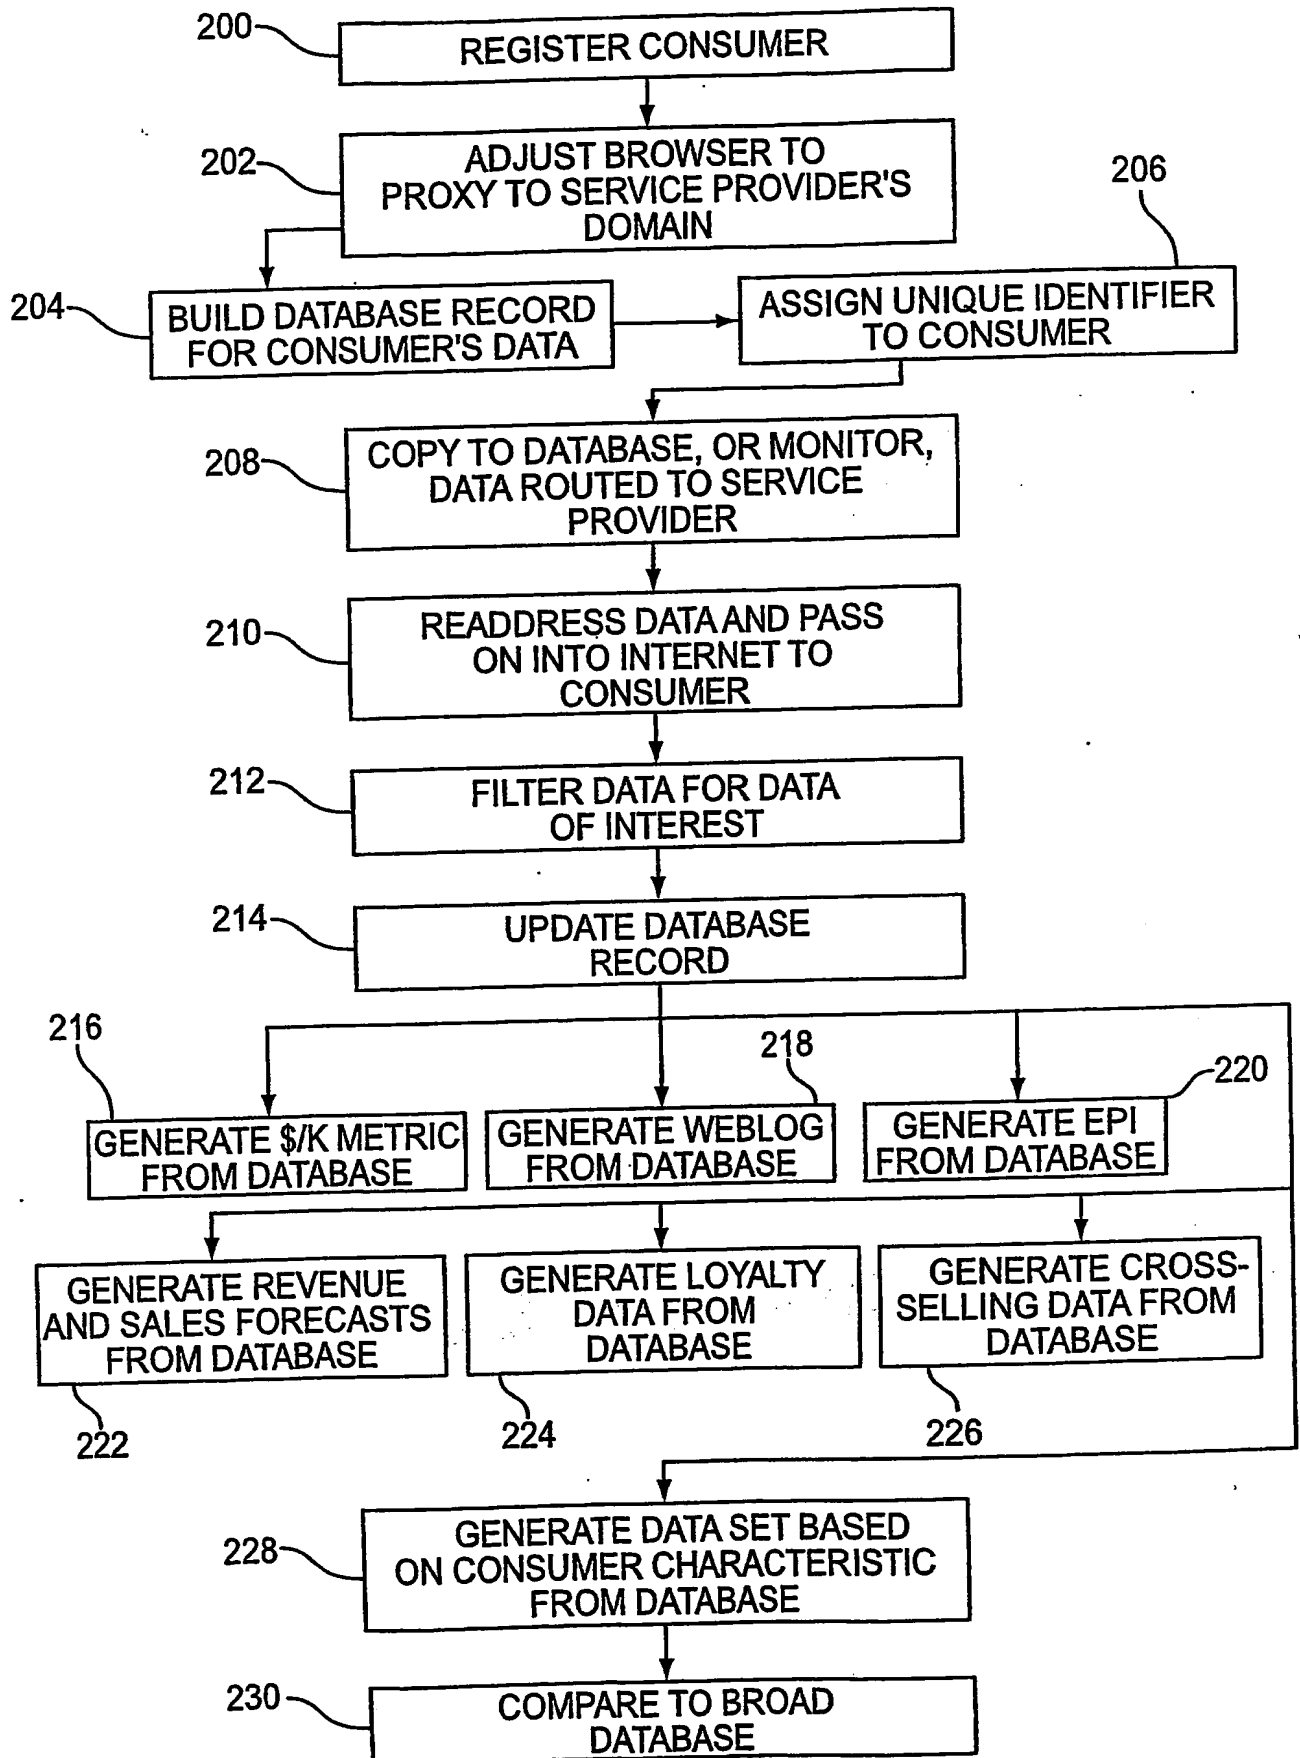 200
REGISTER CONSUMER
202
ADJUST BROWSER TO
PROXY TO SERVICE PROVIDER'S
DOMAIN
206
204
BUILD DATABASE RECORD
FOR CONSUMER'S DATA
ASSIGN UNIQUE IDENTIFIER
TO CONSUMER
208
COPY TO DATABASE, OR MONITOR,
DATA ROUTED TO SERVICE
PROVIDER
210
READDRESS DATA AND PASS
ON INTO INTERNET TO
CONSUMER
212
FILTER DATA FOR DATA
OF INTEREST
214
UPDATE DATABASE
RECORD
216
GENERATE $/K METRIC
FROM DATABASE
218
GENERATE WEBLOG
FROM DATABASE
220
GENERATE EPI
FROM DATABASE
GENERATE REVENUE
AND SALES FORECASTS
FROM DATABASE
222
GENERATE LOYALTY
DATA FROM
DATABASE
224
GENERATE CROSS-
SELLING DATA FROM
DATABASE
226
228
GENERATE DATA SET BASED
ON CONSUMER CHARACTERISTIC
FROM DATABASE
230
COMPARE TO BROAD
DATABASE